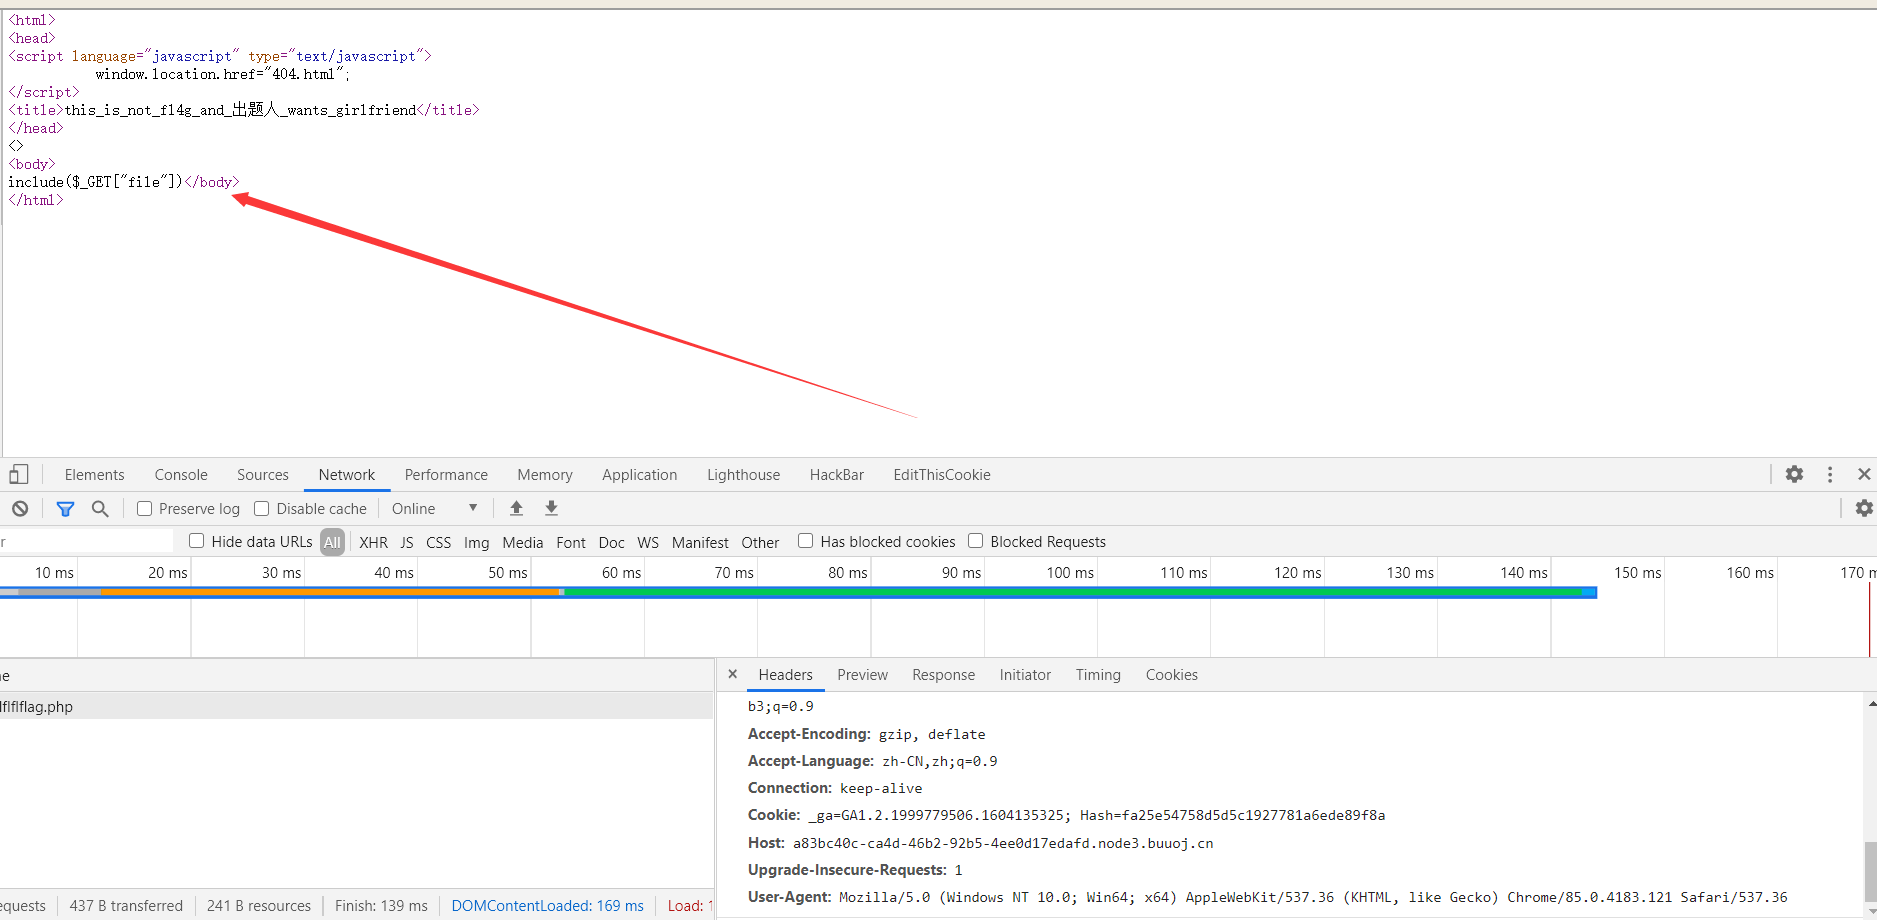 <html>
<head>
<script language="javascript" type="text/javascript">
window.location.href="404.html";
</script>
<title>this_is_not_fl4g_and_出题人_wants_girlfriend</title>
</head>
<>
<body>
include($_GET["file"])</body>
</html>
Elements Console Sources Network Performance Memory Application Lighthouse HackBar EditThisCookie
Preserve log Disable cache Online
Hide data URLs All XHR JS CSS Img Media Font Doc WS Manifest Other Has blocked cookies Blocked Requests
10 ms 20 ms 30 ms 40 ms 50 ms 60 ms 70 ms 80 ms 90 ms 100 ms 110 ms 120 ms 130 ms 140 ms 150 ms 160 ms 170 m
Headers Preview Response Initiator Timing Cookies
lflflflag.php
b3;q=0.9
Accept-Encoding: gzip, deflate
Accept-Language: zh-CN,zh;q=0.9
Connection: keep-alive
Cookie: _ga=GA1.2.1999779506.1604135325; Hash=fa25e54758d5d5c1927781a6ede89f8a
Host: a83bc40c-ca4d-46b2-92b5-4ee0d17edafd.node3.buuoj.cn
Upgrade-Insecure-Requests: 1
User-Agent: Mozilla/5.0 (Windows NT 10.0; Win64; x64) AppleWebKit/537.36 (KHTML, like Gecko) Chrome/85.0.4183.121 Safari/537.36
equests 437 B transferred 241 B resources Finish: 139 ms DOMContentLoaded: 169 ms Load: 1